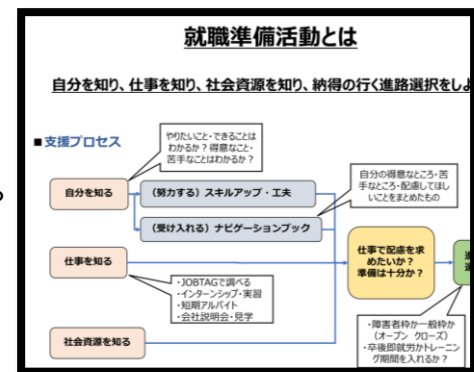 就職準備活動とは
自分を知り、仕事を知り、社会資源を知り、納得の行く進路選択をしよ
■支援プロセス
やりたいこと・できることは
わかるか？得意なこと・
苦手なことはわかるか？
自分の得意なところ・苦
手なところ・配慮してほし
いことをまとめたもの
自分を知る
（努力する）スキルアップ・工夫
（受け入れる）ナビゲーションブック
仕事を知る
・JOBTAGで調べる
・インターンシップ・実習
・短期アルバイト
・会社説明会・見学
仕事で配慮を求
めたいか？
準備は十分か？
進
・障害者枠か一般枠か
（オープン クローズ）
・卒後即就労かトレーニン
グ期間を入れるか？
社会資源を知る